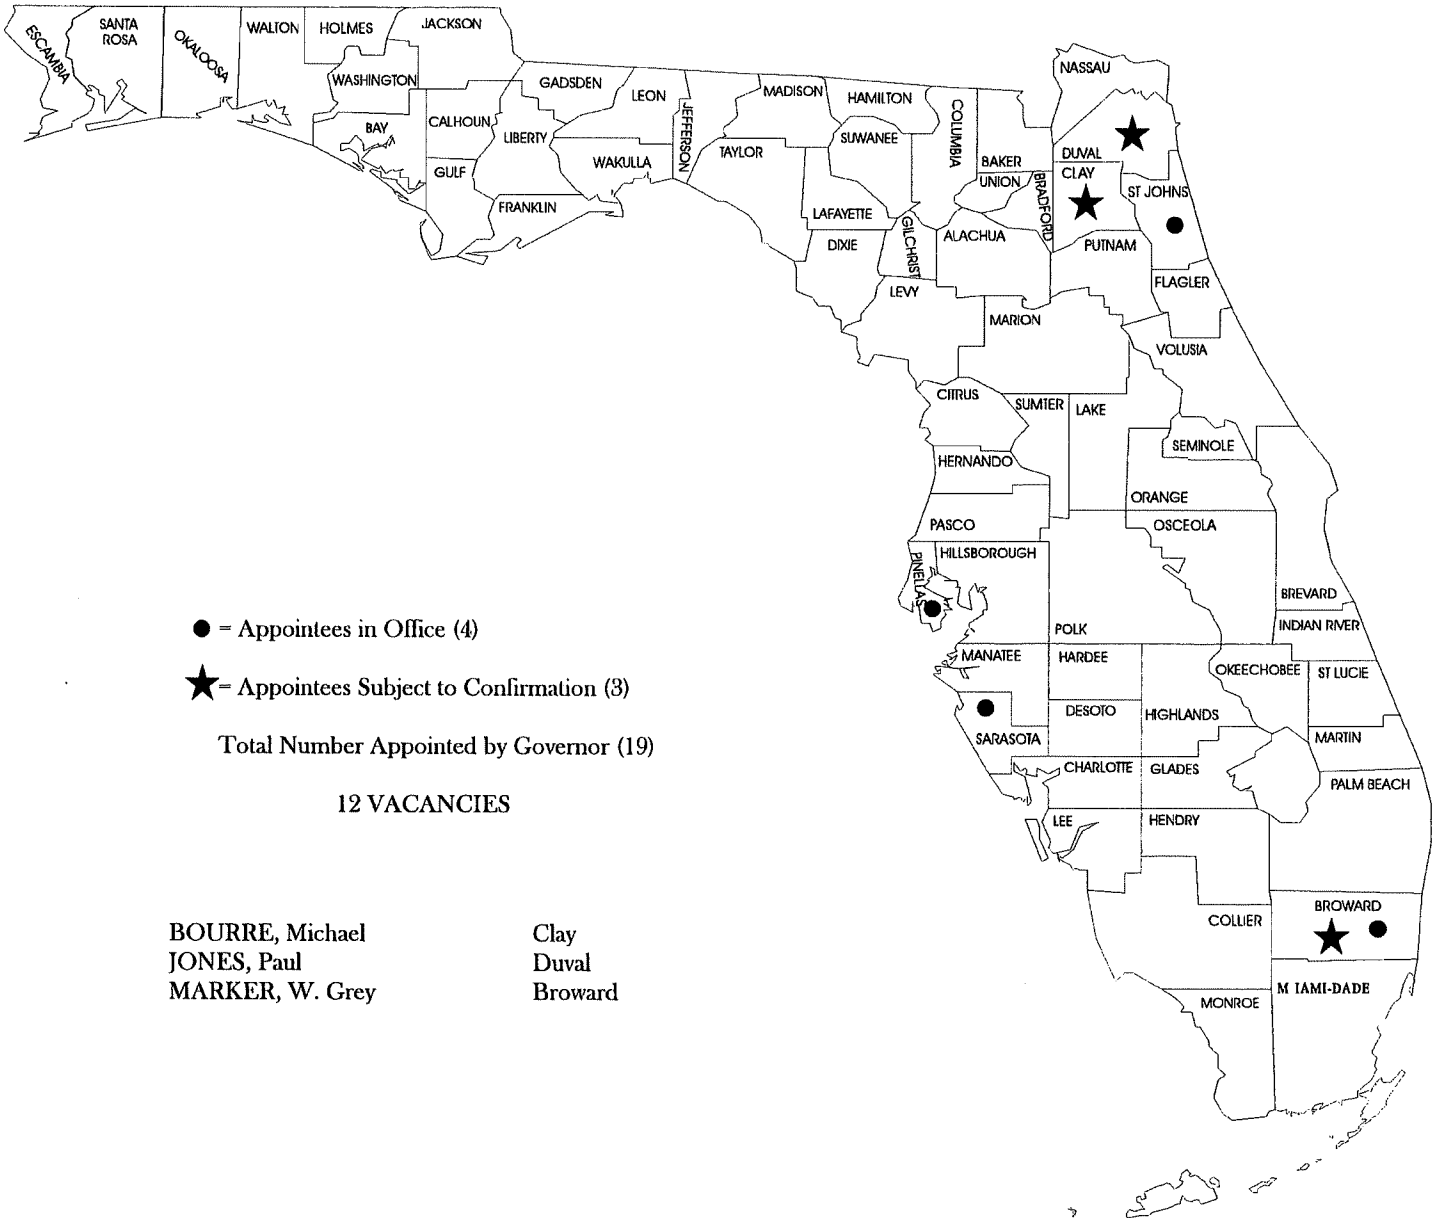 ESCAMBIA
SANTA
ROSA
OKALOOSA
WALTON
HOLMES
JACKSON
WASHINGTON
BAY
CALHOUN
GULF
GADSDEN
LIBERTY
FRANKLIN
LEON
WAKULLA
JEFFERSON
MADISON
TAYLOR
HAMILTON
SUWANEE
LAFAYETTE
DIXIE
COLUMBIA
GILCHRIST
LEVY
BAKER
UNION
BRADFORD
ALACHUA
NASSAU
DUVAL
CLAY
ST JOHNS
PUTNAM
FLAGLER
MARION
VOLUSIA
CITRUS
SUMTER
LAKE
SEMINOLE
HERNANDO
ORANGE
PASCO
OSCEOLA
PINELLAS
HILLSBOROUGH
POLK
BREVARD
INDIAN RIVER
MANATEE
HARDEE
OKEECHOBEE
ST LUCIE
DESOTO
HIGHLANDS
SARASOTA
MARTIN
CHARLOTTE
GLADES
PALM BEACH
LEE
HENDRY
COLLIER
BROWARD
M IAMI-DADE
MONROE
= Appointees in Office (4)
= Appointees Subject to Confirmation (3)
Total Number Appointed by Governor (19)
12 VACANCIES
BOURRE, Michael Clay
JONES, Paul Duval
MARKER, W. Grey Broward